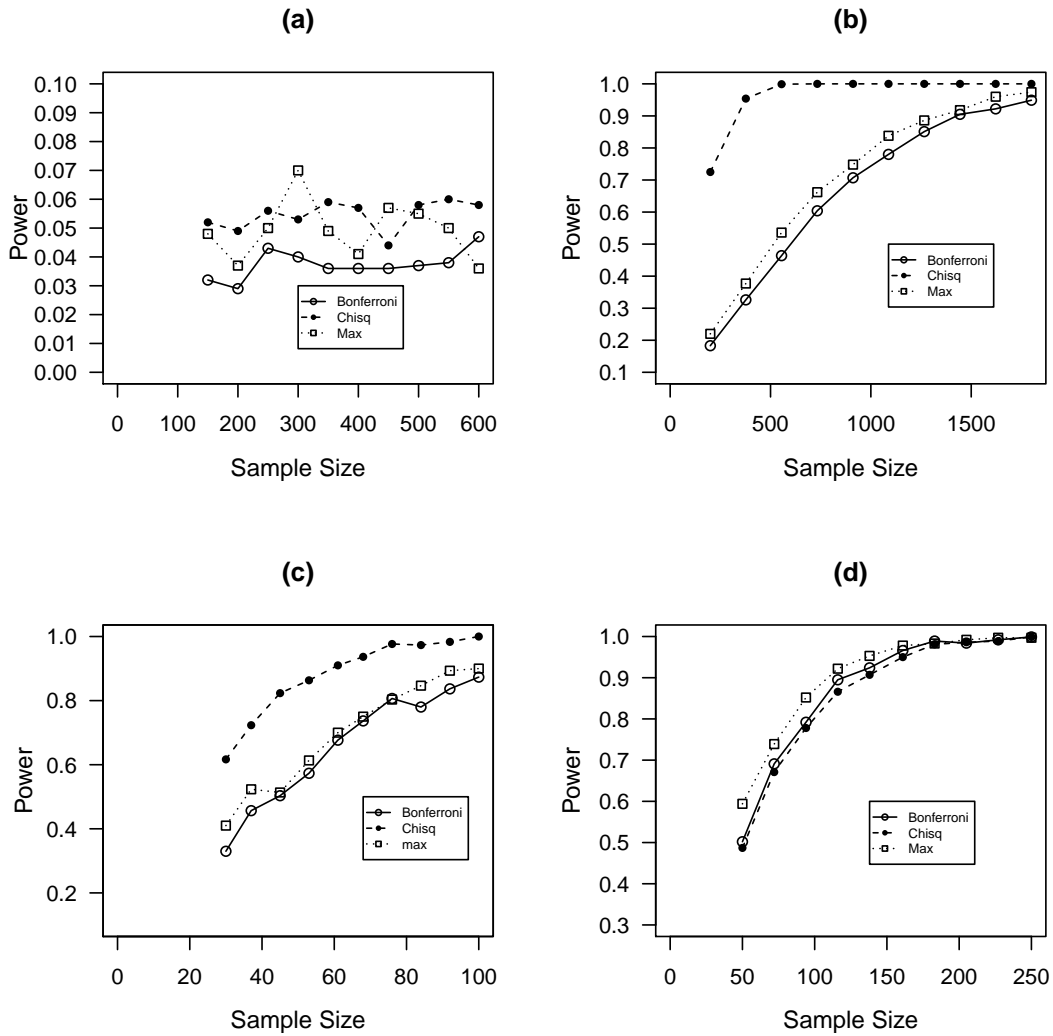 (a)
Power
0.10
0.09
0.08
0.07
0.06
0.05
0.04
0.03
0.02
0.01
0.00
Bonferroni
Chisq
Max
0 100 200 300 400 500 600
Sample Size
(b)
Power
1.0
0.9
0.8
0.7
0.6
0.5
0.4
0.3
0.2
0.1
Bonferroni
Chisq
Max
0 500 1000 1500
Sample Size
(c)
Power
1.0
0.8
0.6
0.4
0.2
Bonferroni
Chisq
max
0 20 40 60 80 100
Sample Size
(d)
Power
1.0
0.9
0.8
0.7
0.6
0.5
0.4
0.3
Bonferroni
Chisq
Max
0 50 100 150 200 250
Sample Size